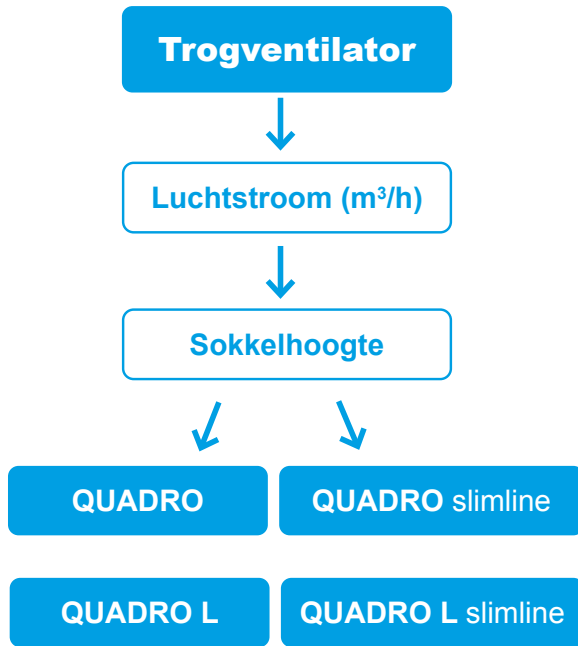 Trogventilator
Luchtstroom (m³/h)
Sokkelhoogte
QUADRO
QUADRO slimline
QUADRO L
QUADRO L slimline